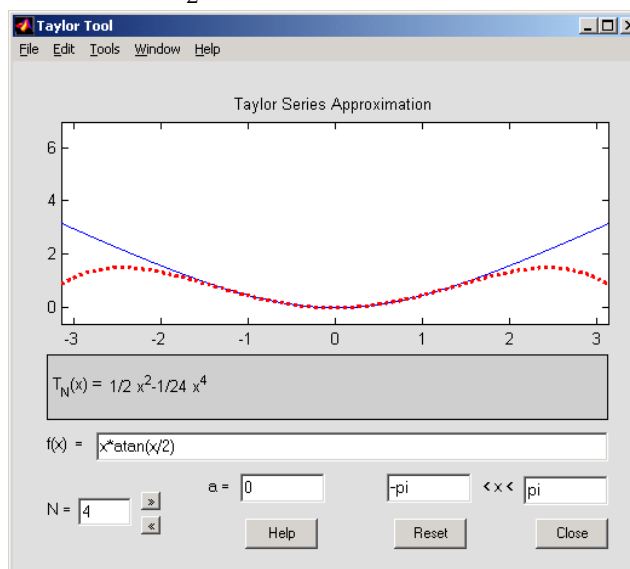 2
Taylor Tool
File Edit Tools Window Help
Taylor Series Approximation
6
4
2
0
-3 -2 -1 0 1 2 3
T_N(x) = 1/2 x^2-1/24 x^4
f(x) = x*atan(x/2)
N = 4 » « a = 0 -pi < x < pi
Help Reset Close